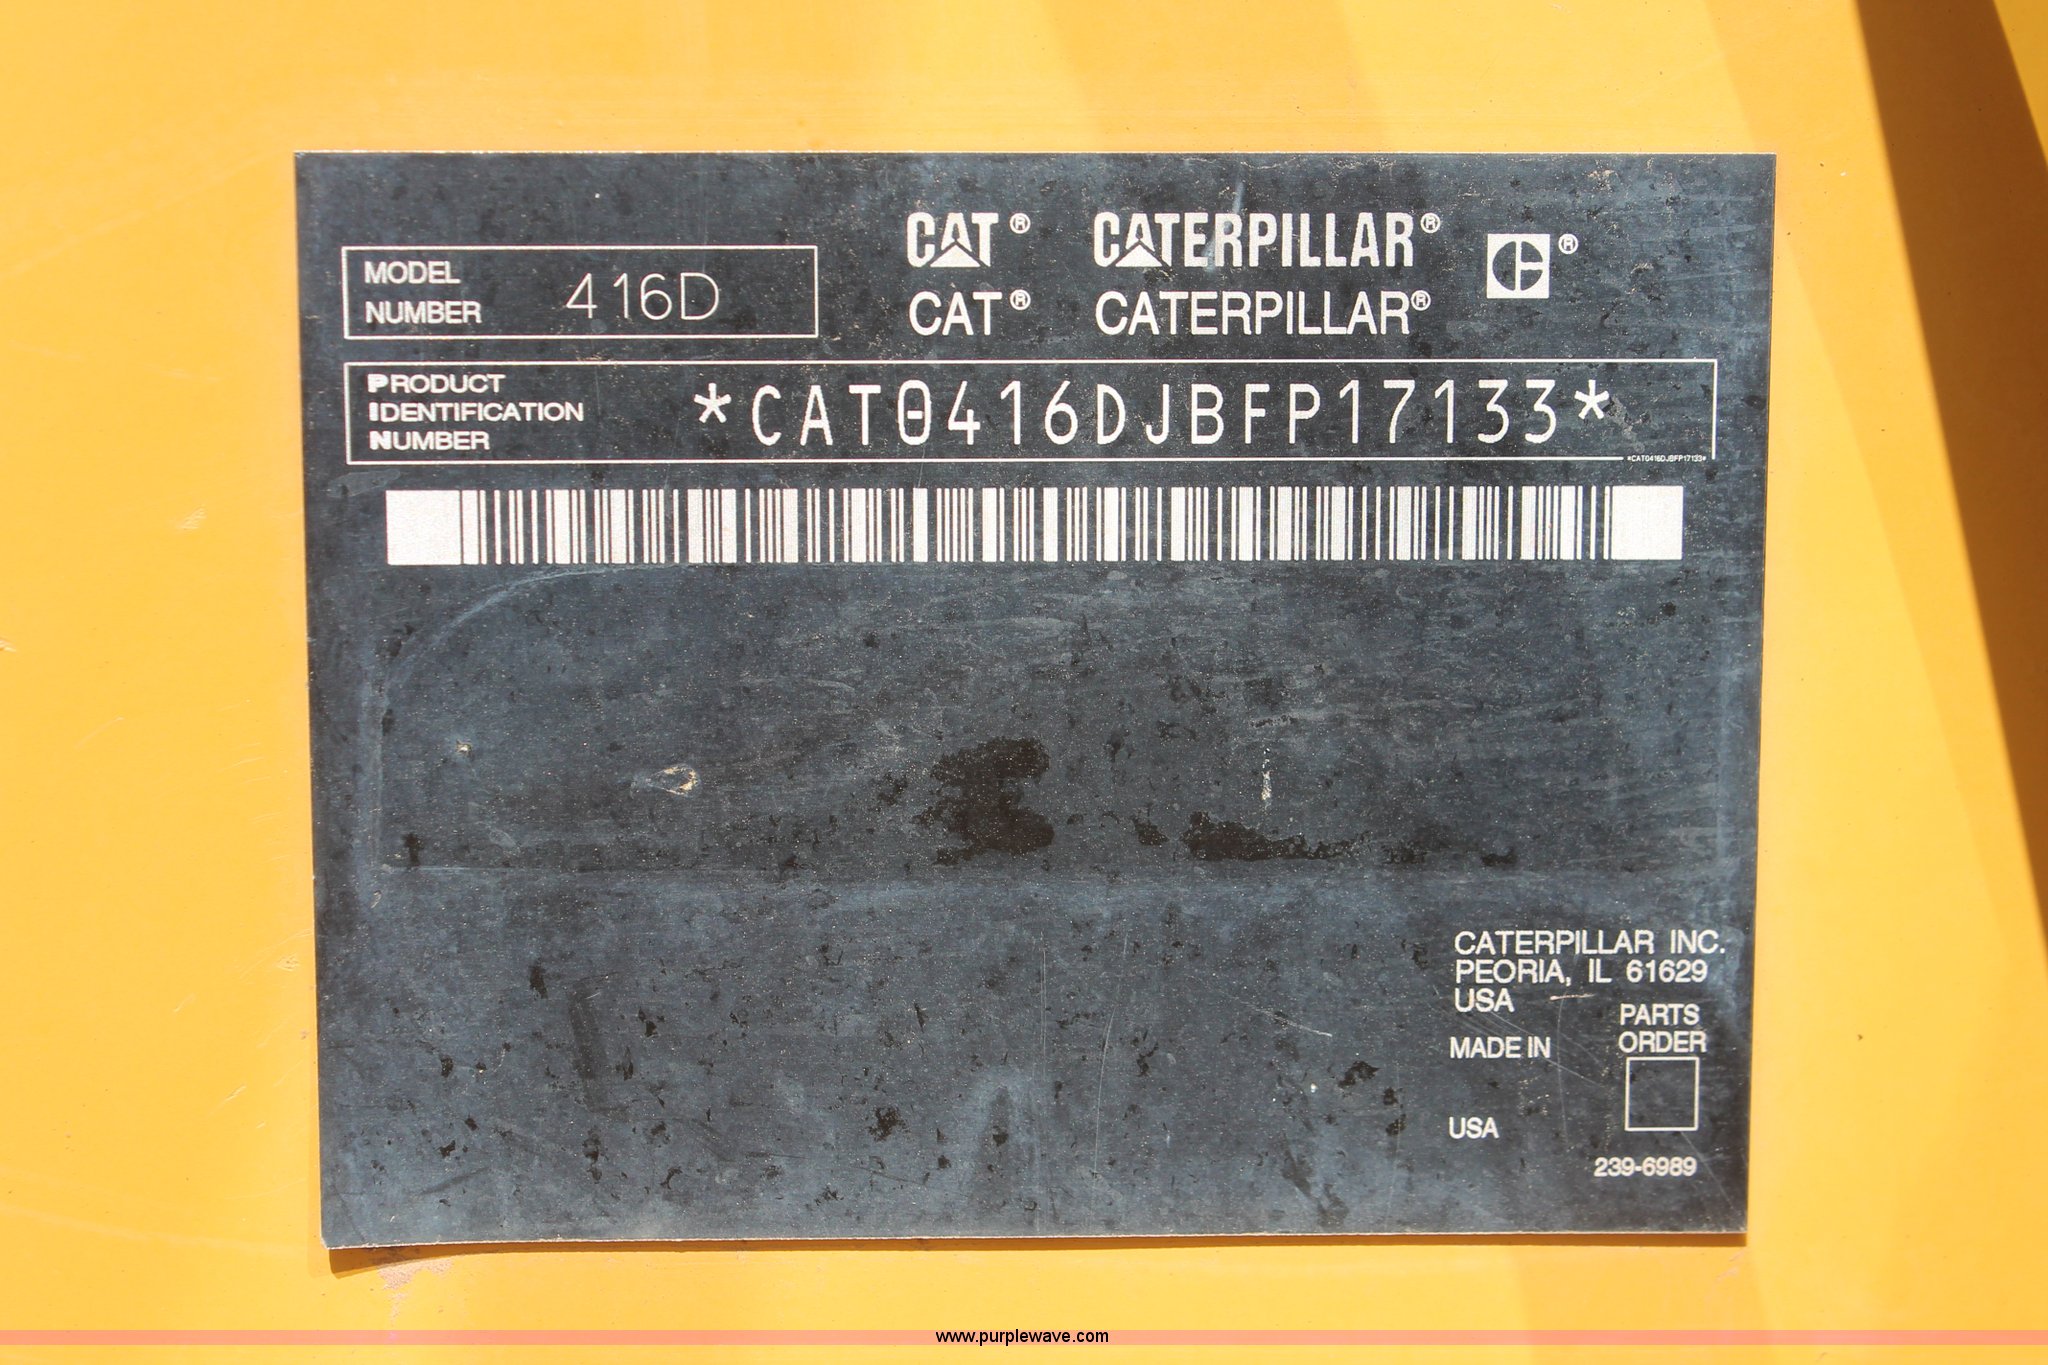 CAT® CATERPILLAR® C®
MODEL
NUMBER 416D
CAT® CATERPILLAR®
PRODUCT
IDENTIFICATION
NUMBER
*CAT0416DJBFP17133*
*CAT0416DJBFP17133*
CATERPILLAR INC.
PEORIA, IL 61629
USA
PARTS
ORDER
MADE IN
USA
239-6989
www.purplewave.com